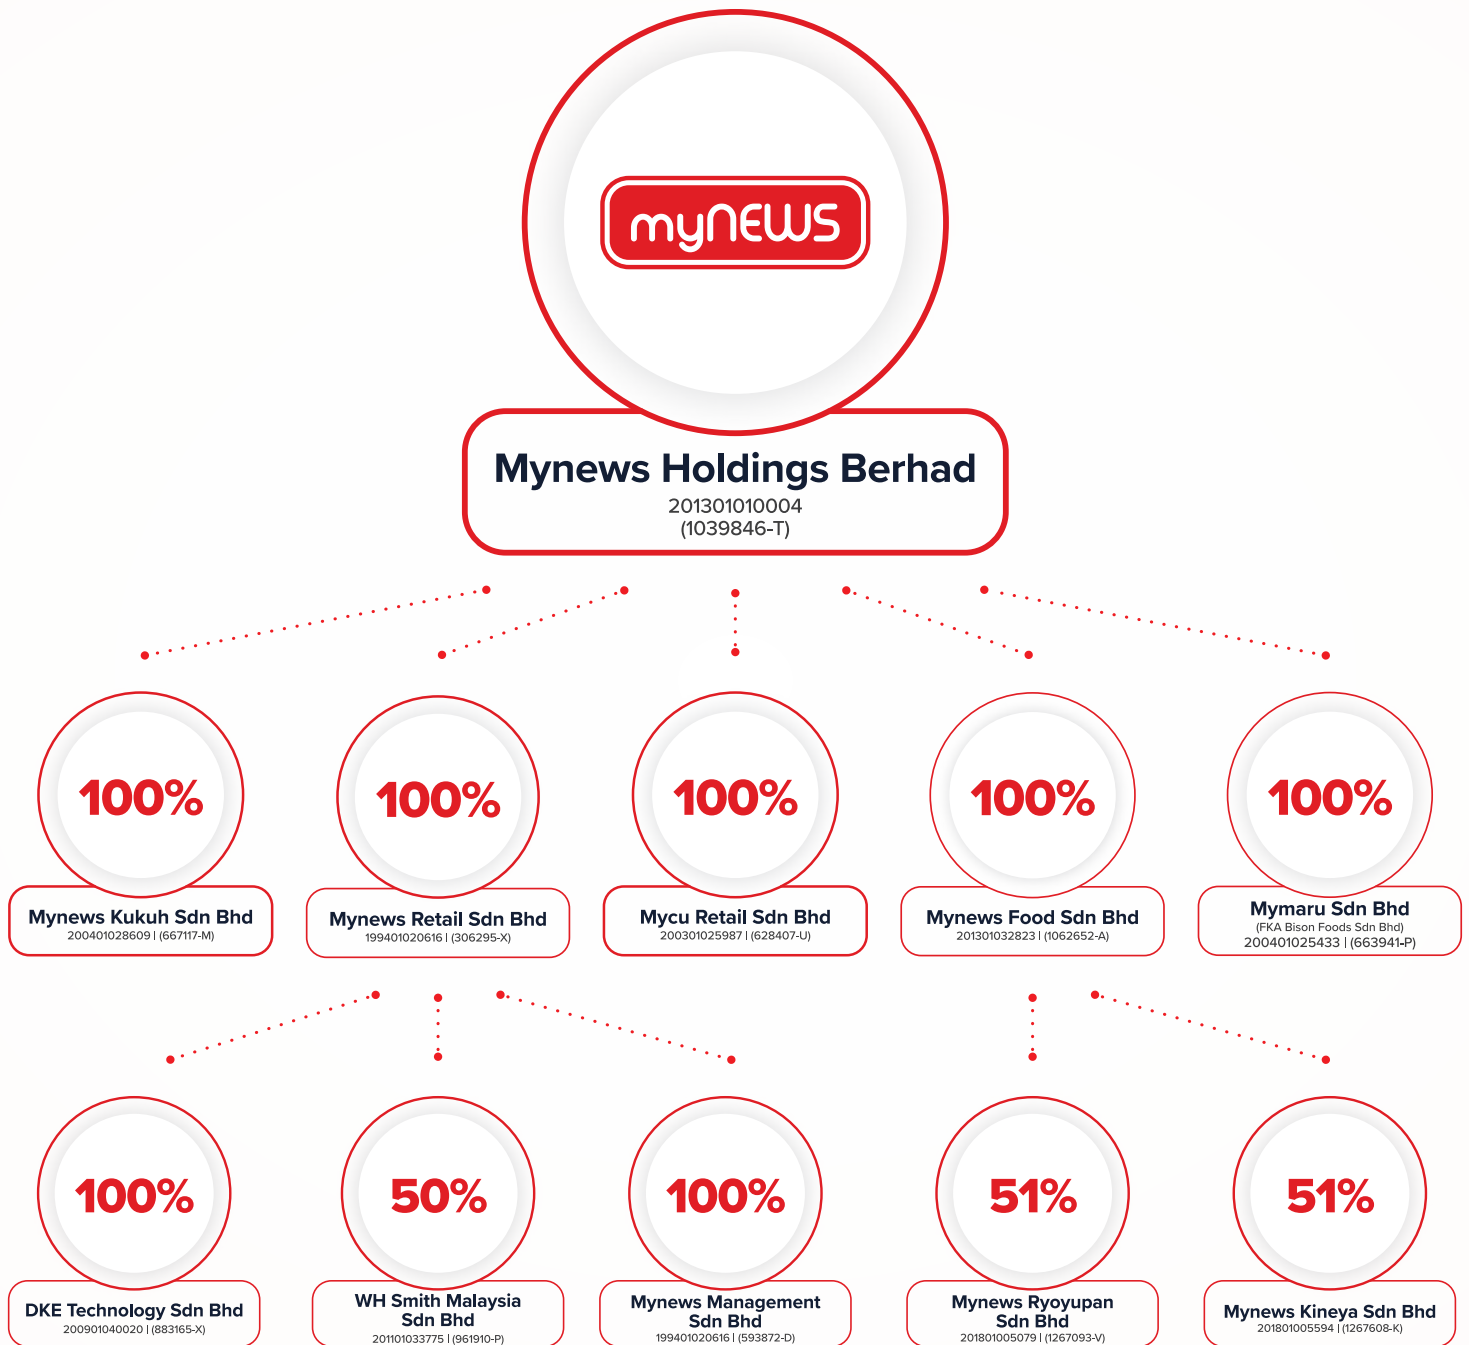 myNEWS
Mynews Holdings Berhad
201301010004
(1039846-T)
100%
100%
100%
100%
100%
Mynews Kukuh Sdn Bhd
200401028609 | (667117-M)
Mynews Retail Sdn Bhd
199401020616 | (306295-X)
Mycu Retail Sdn Bhd
200301025987 | (628407-U)
Mynews Food Sdn Bhd
201301032823 | (1062652-A)
Mymaru Sdn Bhd
(FKA Bison Foods Sdn Bhd)
200401025433 | (663941-P)
100%
50%
100%
51%
51%
DKE Technology Sdn Bhd
200901040020 | (883165-X)
WH Smith Malaysia
Sdn Bhd
201101033775 | (961910-P)
Mynews Management
Sdn Bhd
199401020616 | (593872-D)
Mynews Ryoyupan
Sdn Bhd
201801005079 | (1267093-V)
Mynews Kineya Sdn Bhd
201801005594 | (1267608-K)